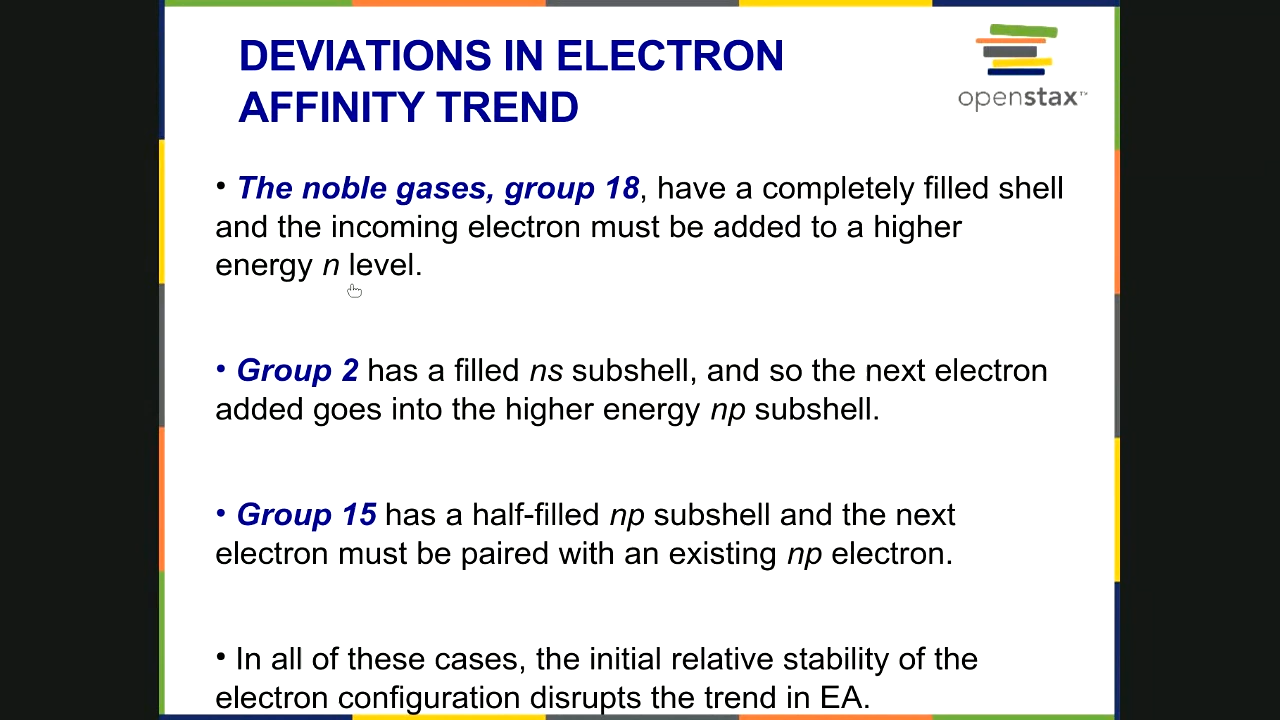 DEVIATIONS IN ELECTRON
AFFINITY TREND
openstax™
• The noble gases, group 18, have a completely filled shell
and the incoming electron must be added to a higher
energy n level.
• Group 2 has a filled ns subshell, and so the next electron
added goes into the higher energy np subshell.
• Group 15 has a half-filled np subshell and the next
electron must be paired with an existing np electron.
• In all of these cases, the initial relative stability of the
electron configuration disrupts the trend in EA.